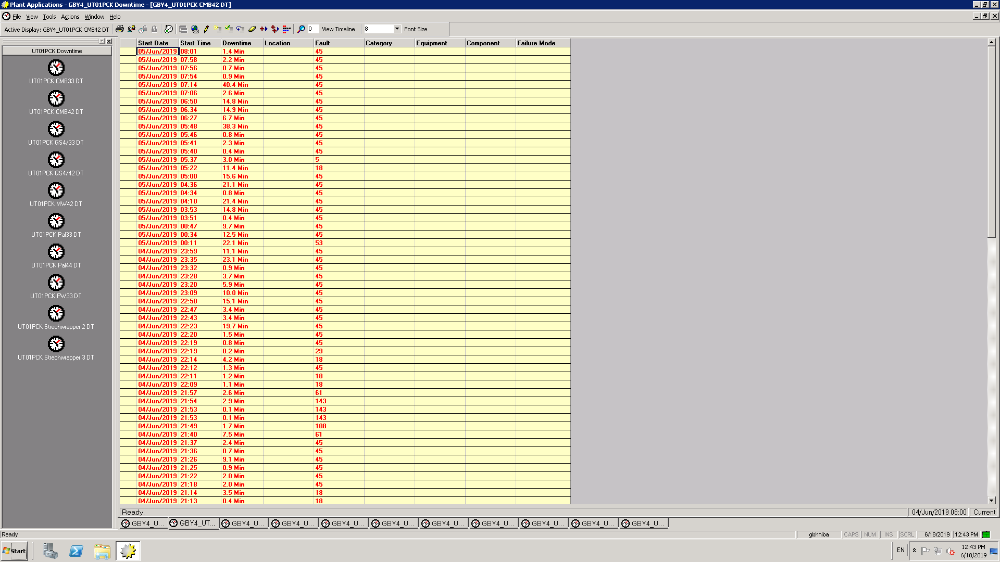 Plant Applications - GBY4_UT01PCK Downtime - [GBY4_UT01PCK CMB42 DT]
File View Tools Actions Window Help
Active Display: GBY4_UT01PCK CMB42 DT 0 View Timeline 8 Font Size
UT01PCK Downtime
UT01PCK CMB33 DT
UT01PCK CMB42 DT
UT01PCK GS4/33 DT
UT01PCK GS4/42 DT
UT01PCK MW42 DT
UT01PCK Pal33 DT
UT01PCK Pal44 DT
UT01PCK PW33 DT
UT01PCK Strechwrapper 2 DT
UT01PCK Strechwrapper 3 DT
Start Date Start Time Downtime Location Fault Category Equipment Component Failure Mode
05/Jun/2019 08:01 1.4 Min 45
05/Jun/2019 07:58 2.2 Min 45
05/Jun/2019 07:56 0.7 Min 45
05/Jun/2019 07:54 0.9 Min 45
05/Jun/2019 07:14 40.4 Min 45
05/Jun/2019 07:06 2.6 Min 45
05/Jun/2019 06:50 14.8 Min 45
05/Jun/2019 06:34 14.9 Min 45
05/Jun/2019 06:27 6.7 Min 45
05/Jun/2019 05:48 38.3 Min 45
05/Jun/2019 05:46 0.8 Min 45
05/Jun/2019 05:41 2.3 Min 45
05/Jun/2019 05:40 0.4 Min 45
05/Jun/2019 05:37 3.0 Min 5
05/Jun/2019 05:22 11.4 Min 18
05/Jun/2019 05:00 15.6 Min 45
05/Jun/2019 04:36 21.1 Min 45
05/Jun/2019 04:34 0.8 Min 45
05/Jun/2019 04:10 21.4 Min 45
05/Jun/2019 03:53 14.8 Min 45
05/Jun/2019 03:51 0.4 Min 45
05/Jun/2019 00:47 9.7 Min 45
05/Jun/2019 00:34 12.5 Min 45
05/Jun/2019 00:11 22.1 Min 53
04/Jun/2019 23:59 11.1 Min 45
04/Jun/2019 23:35 23.1 Min 45
04/Jun/2019 23:32 0.9 Min 45
04/Jun/2019 23:28 3.7 Min 45
04/Jun/2019 23:20 5.9 Min 45
04/Jun/2019 23:09 10.0 Min 45
04/Jun/2019 22:50 15.1 Min 45
04/Jun/2019 22:47 3.4 Min 45
04/Jun/2019 22:43 3.4 Min 45
04/Jun/2019 22:23 19.7 Min 45
04/Jun/2019 22:20 1.5 Min 45
04/Jun/2019 22:19 0.8 Min 45
04/Jun/2019 22:19 0.2 Min 29
04/Jun/2019 22:14 4.2 Min 18
04/Jun/2019 22:12 1.3 Min 45
04/Jun/2019 22:11 1.2 Min 18
04/Jun/2019 22:09 1.1 Min 18
04/Jun/2019 21:57 2.6 Min 61
04/Jun/2019 21:54 2.9 Min 143
04/Jun/2019 21:53 0.1 Min 143
04/Jun/2019 21:53 0.1 Min 143
04/Jun/2019 21:49 1.7 Min 108
04/Jun/2019 21:40 7.5 Min 61
04/Jun/2019 21:37 2.4 Min 45
04/Jun/2019 21:36 0.7 Min 45
04/Jun/2019 21:26 9.1 Min 45
04/Jun/2019 21:25 0.9 Min 45
04/Jun/2019 21:22 2.0 Min 45
04/Jun/2019 21:18 2.0 Min 45
04/Jun/2019 21:14 3.5 Min 18
04/Jun/2019 21:13 0.4 Min 18
Ready. 04/Jun/2019 08:00 Current
GBY4_U... GBY4_UT... GBY4_U... GBY4_U... GBY4_U... GBY4_U... GBY4_U... GBY4_U... GBY4_U... GBY4_U... GBY4_U...
Ready gbhniba CAPS NUM INS SCRL 6/18/2019 12:43 PM
Start EN 12:43 PM
6/18/2019